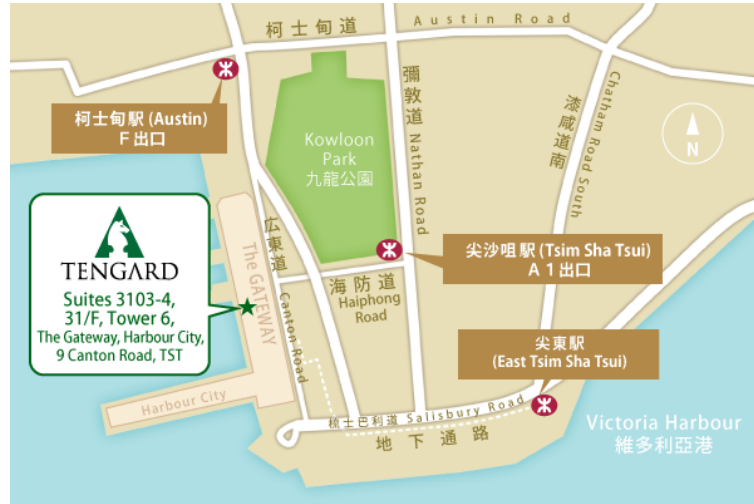 柯士甸道
Austin Road
柯士甸駅 (Austin)
F 出口
Kowloon
Park
九龍公園
彌敦道
Nathan Road
漆咸道南
Chatham Road South
N
TENGARD
Suites 3103-4,
31/F, Tower 6,
The Gateway, Harbour City,
9 Canton Road, TST
The GATEWAY
広東道
Canton Road
尖沙咀駅 (Tsim Sha Tsui)
A 1 出口
海防道
Haiphong
Road
尖東駅
(East Tsim Sha Tsui)
Harbour City
梳士巴利道 Salisbury Road
地下通路
Victoria Harbour
維多利亞港